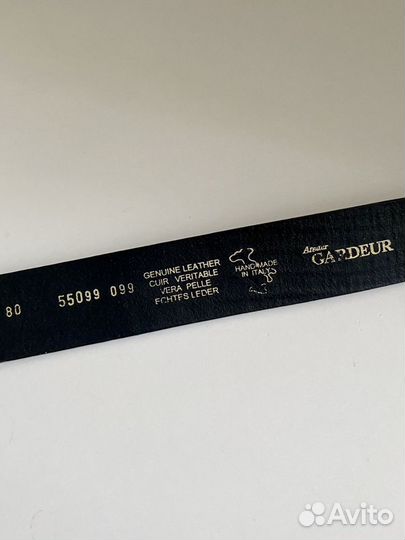 80 55099 099
GENUINE LEATHER
CUIR VERITABLE
VERA PELLE
ECHTES LEDER
HANDMADE
IN ITALY
Atelier
GARDEUR
Avito